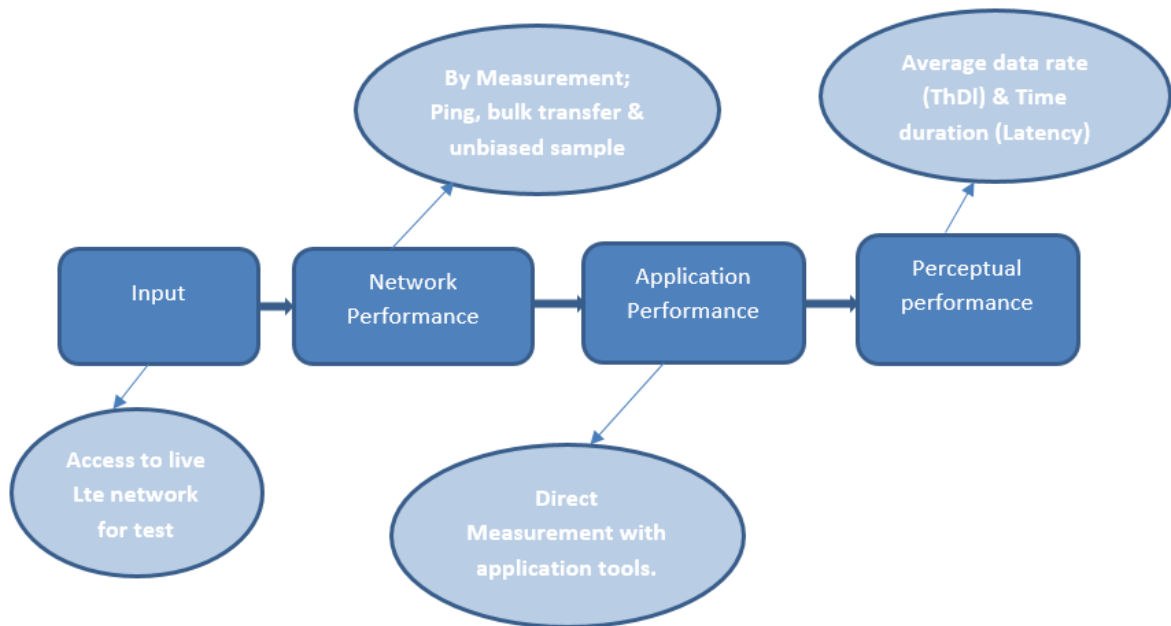 By Measurement;
Ping, bulk transfer &
unbiased sample
Average data rate
(ThDl) & Time
duration (Latency)
Input
Network
Performance
Application
Performance
Perceptual
performance
Access to live
Lte network
for test
Direct
Measurement with
application tools.